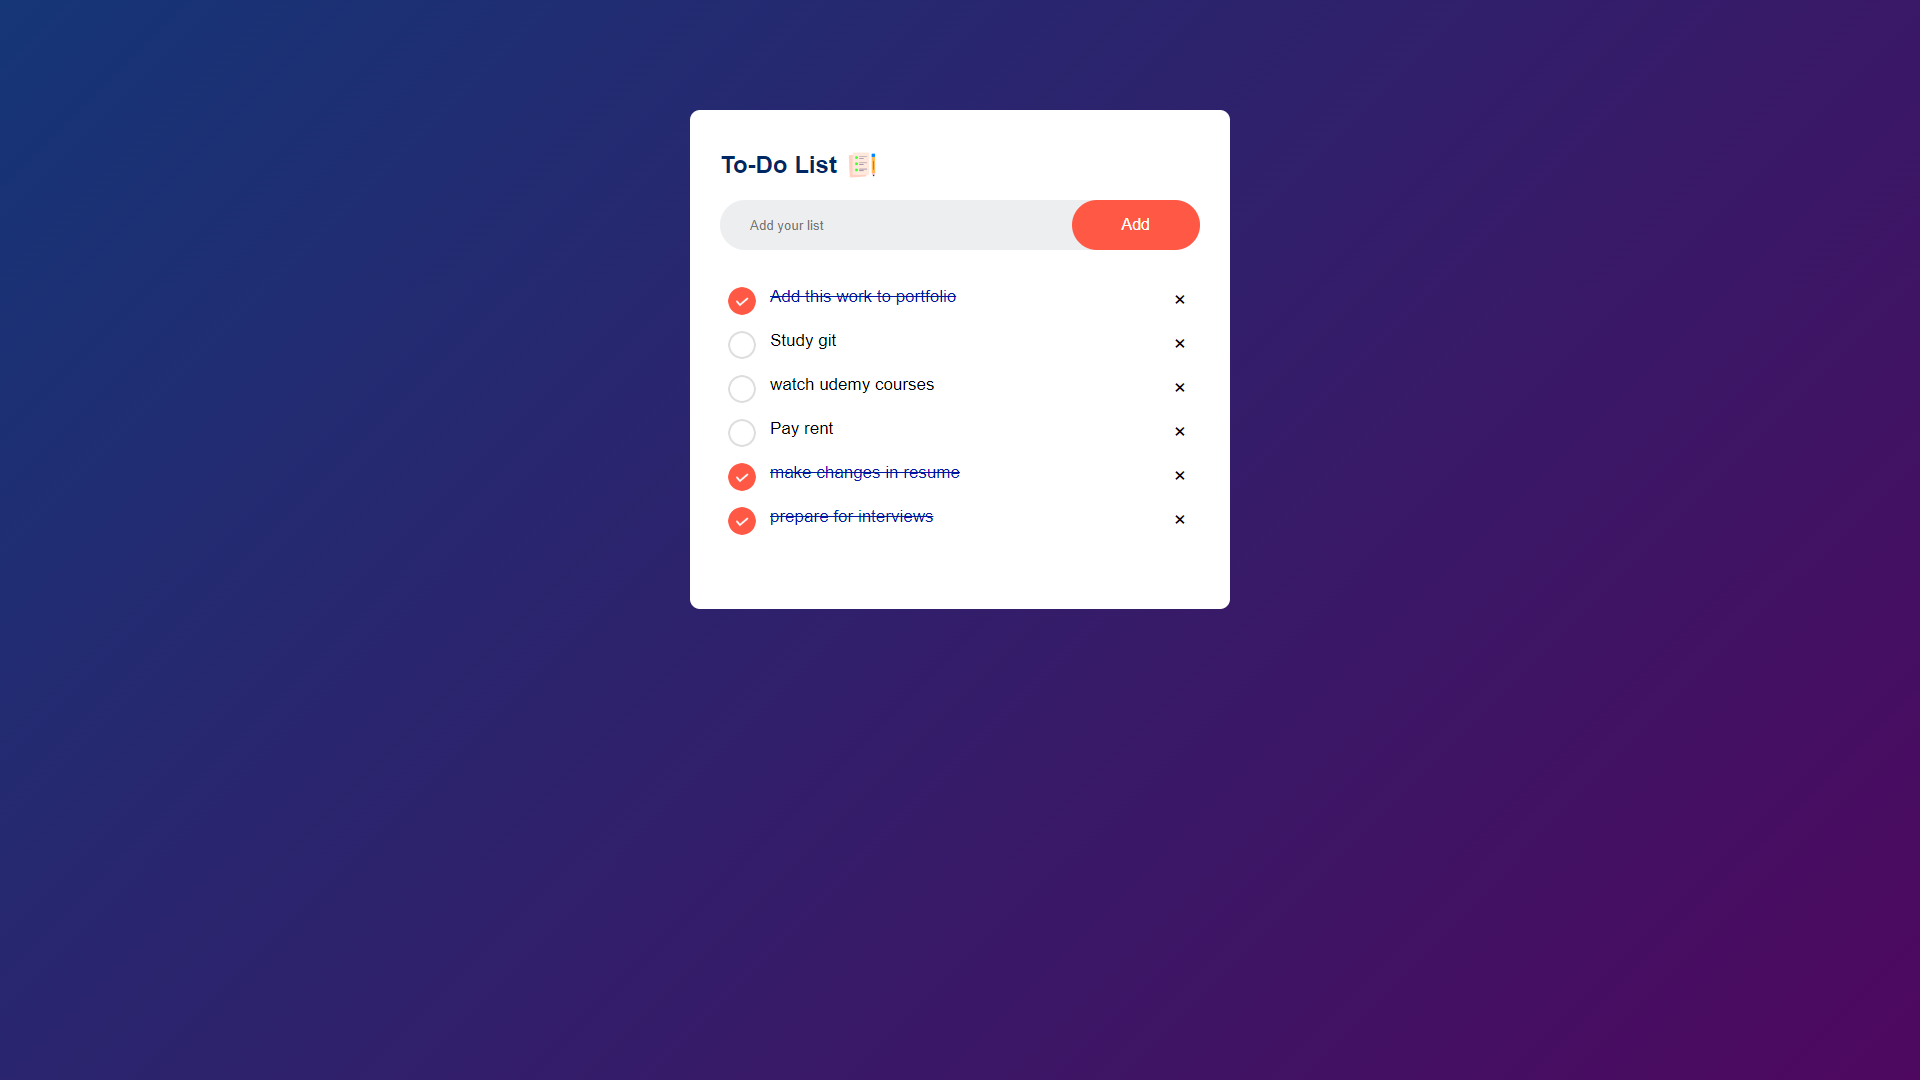 To-Do List
Add your list
Add
Add this work to portfolio
Study git
watch udemy courses
Pay rent
make changes in resume
prepare for interviews